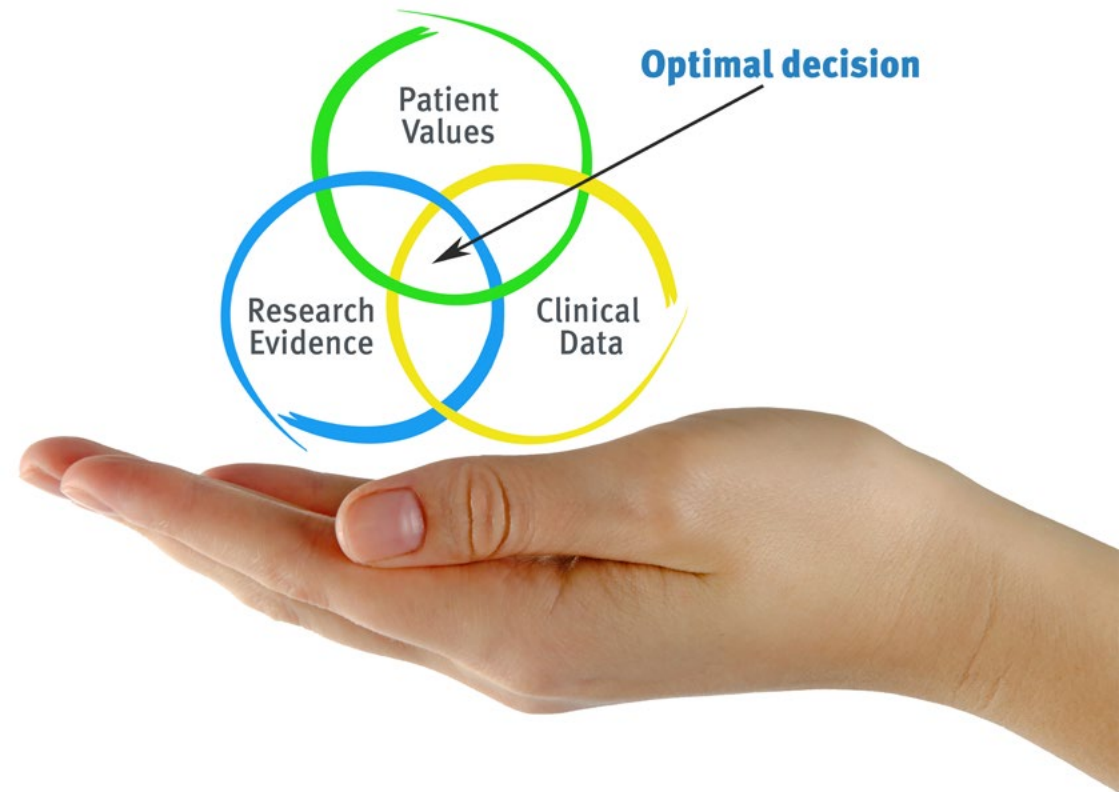 Optimal decision
Patient
Values
Research
Evidence
Clinical
Data